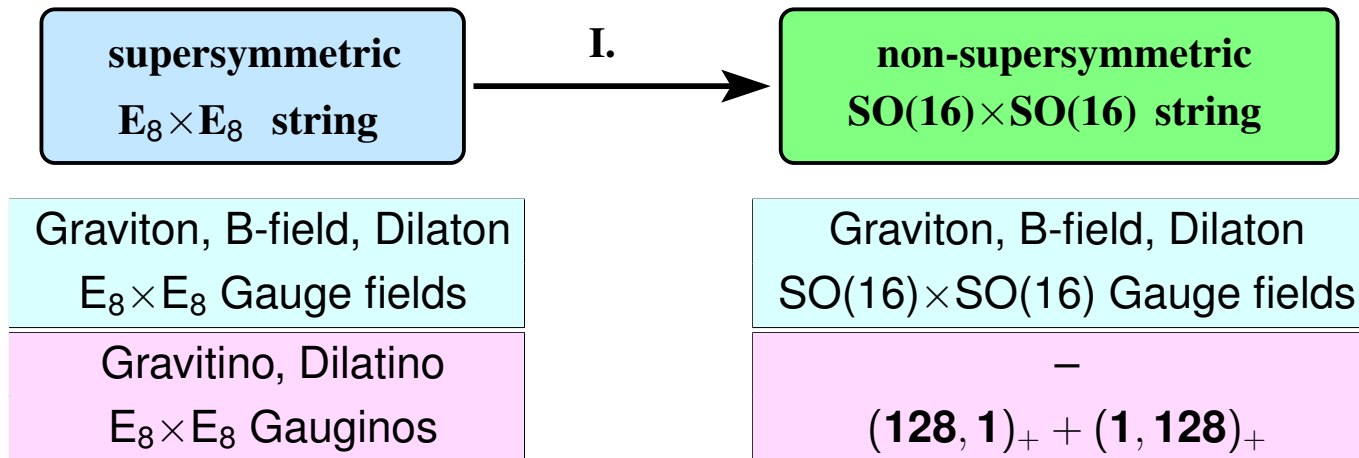 supersymmetric
E₈×E₈ string
I.
non-supersymmetric
SO(16)×SO(16) string
Graviton, B-field, Dilaton
E₈×E₈ Gauge fields
Gravitino, Dilatino
E₈×E₈ Gauginos
Graviton, B-field, Dilaton
SO(16)×SO(16) Gauge fields
–
(128, 1)₊ + (1, 128)₊